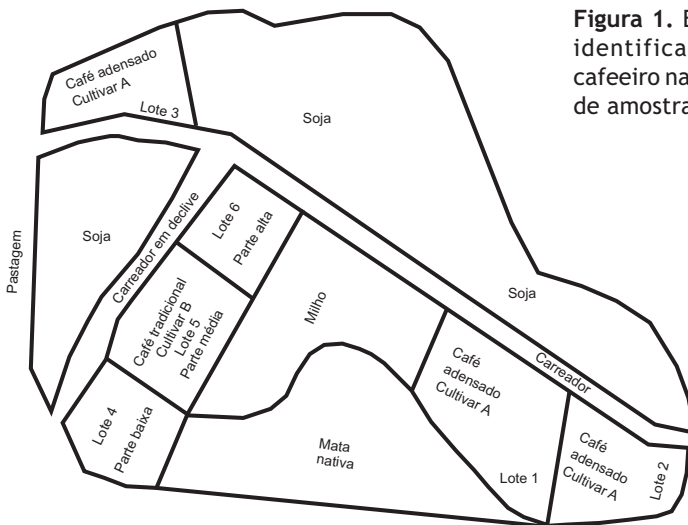 Figura 1. E
identifica
cafeeiro na
de amostra
Café adensado
Cultivar A
Lote 3
Soja
Pastagem
Soja
Carreador em declive
Lote 6
Parte alta
Café tradicional
Cultivar B
Lote 5
Parte média
Milho
Soja
Carreador
Café
adensado
Cultivar A
Lote 1
Café
adensado
Cultivar A
Lote 2
Lote 4
Parte baixa
Mata
nativa